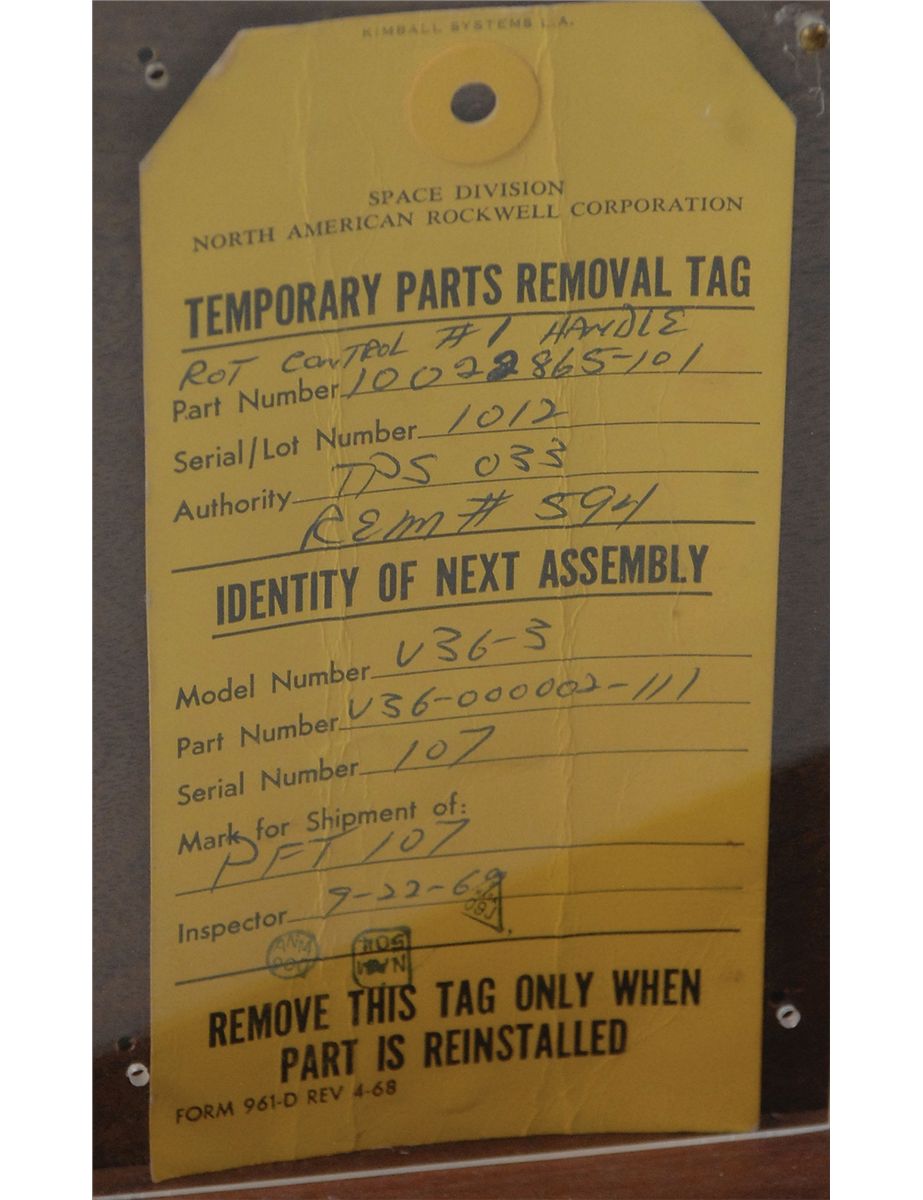 KIMBALL SYSTEMS L.A.
SPACE DIVISION
NORTH AMERICAN ROCKWELL CORPORATION
TEMPORARY PARTS REMOVAL TAG
ROT CONTROL #1 HANDLE
Part Number 10022865-101
Serial/Lot Number 1012
Authority TPS 033
REM # 594
IDENTITY OF NEXT ASSEMBLY
Model Number V36-3
Part Number V36-000002-111
Serial Number 107
Mark for Shipment of:
PFT 107
Inspector 9-22-69
REMOVE THIS TAG ONLY WHEN
PART IS REINSTALLED
FORM 961-D REV 4-68